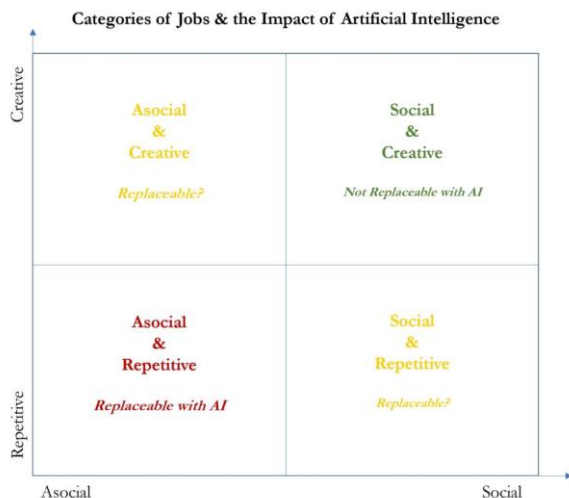 Categories of Jobs & the Impact of Artificial Intelligence
Creative
Asocial
&
Creative
Replaceable?
Social
&
Creative
Not Replaceable with AI
Repetitive
Asocial
&
Repetitive
Replaceable with AI
Social
&
Repetitive
Replaceable?
Asocial
Social